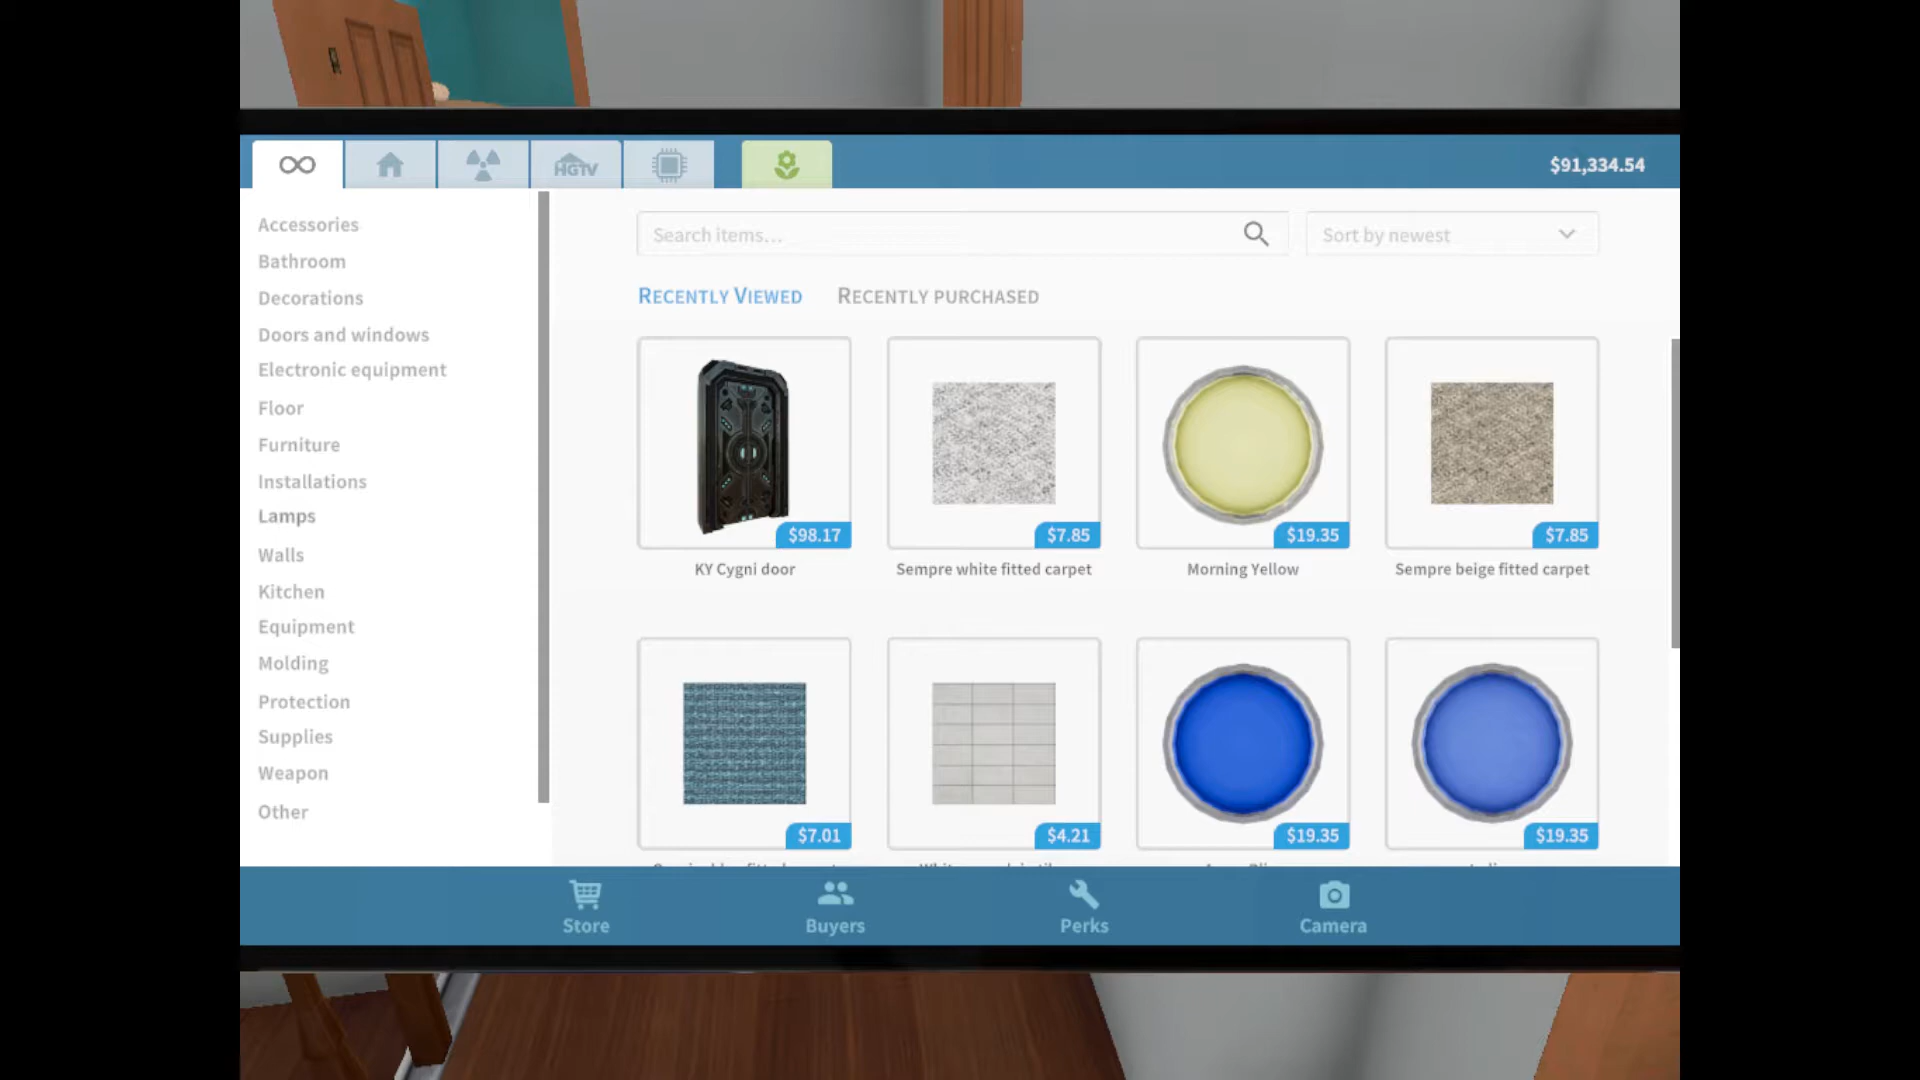 HGTV
$91,334.54
Accessories
Bathroom
Decorations
Doors and windows
Electronic equipment
Floor
Furniture
Installations
Lamps
Walls
Kitchen
Equipment
Molding
Protection
Supplies
Weapon
Other
Search items...
Sort by newest
RECENTLY VIEWED
RECENTLY PURCHASED
$98.17
$7.85
$19.35
$7.85
KY Cygni door
Sempre white fitted carpet
Morning Yellow
Sempre beige fitted carpet
$7.01
$4.21
$19.35
$19.35
Store
Buyers
Perks
Camera